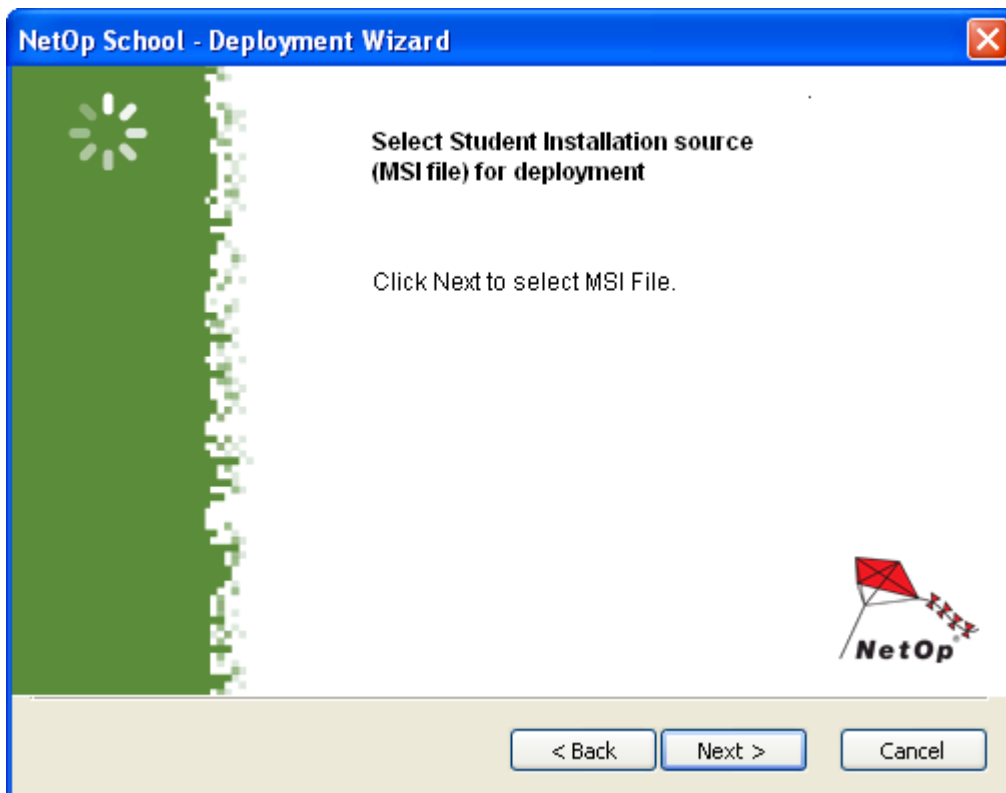 NetOp School - Deployment Wizard
Select Student Installation source
(MSI file) for deployment
Click Next to select MSI File.
NetOp®
< Back
Next >
Cancel